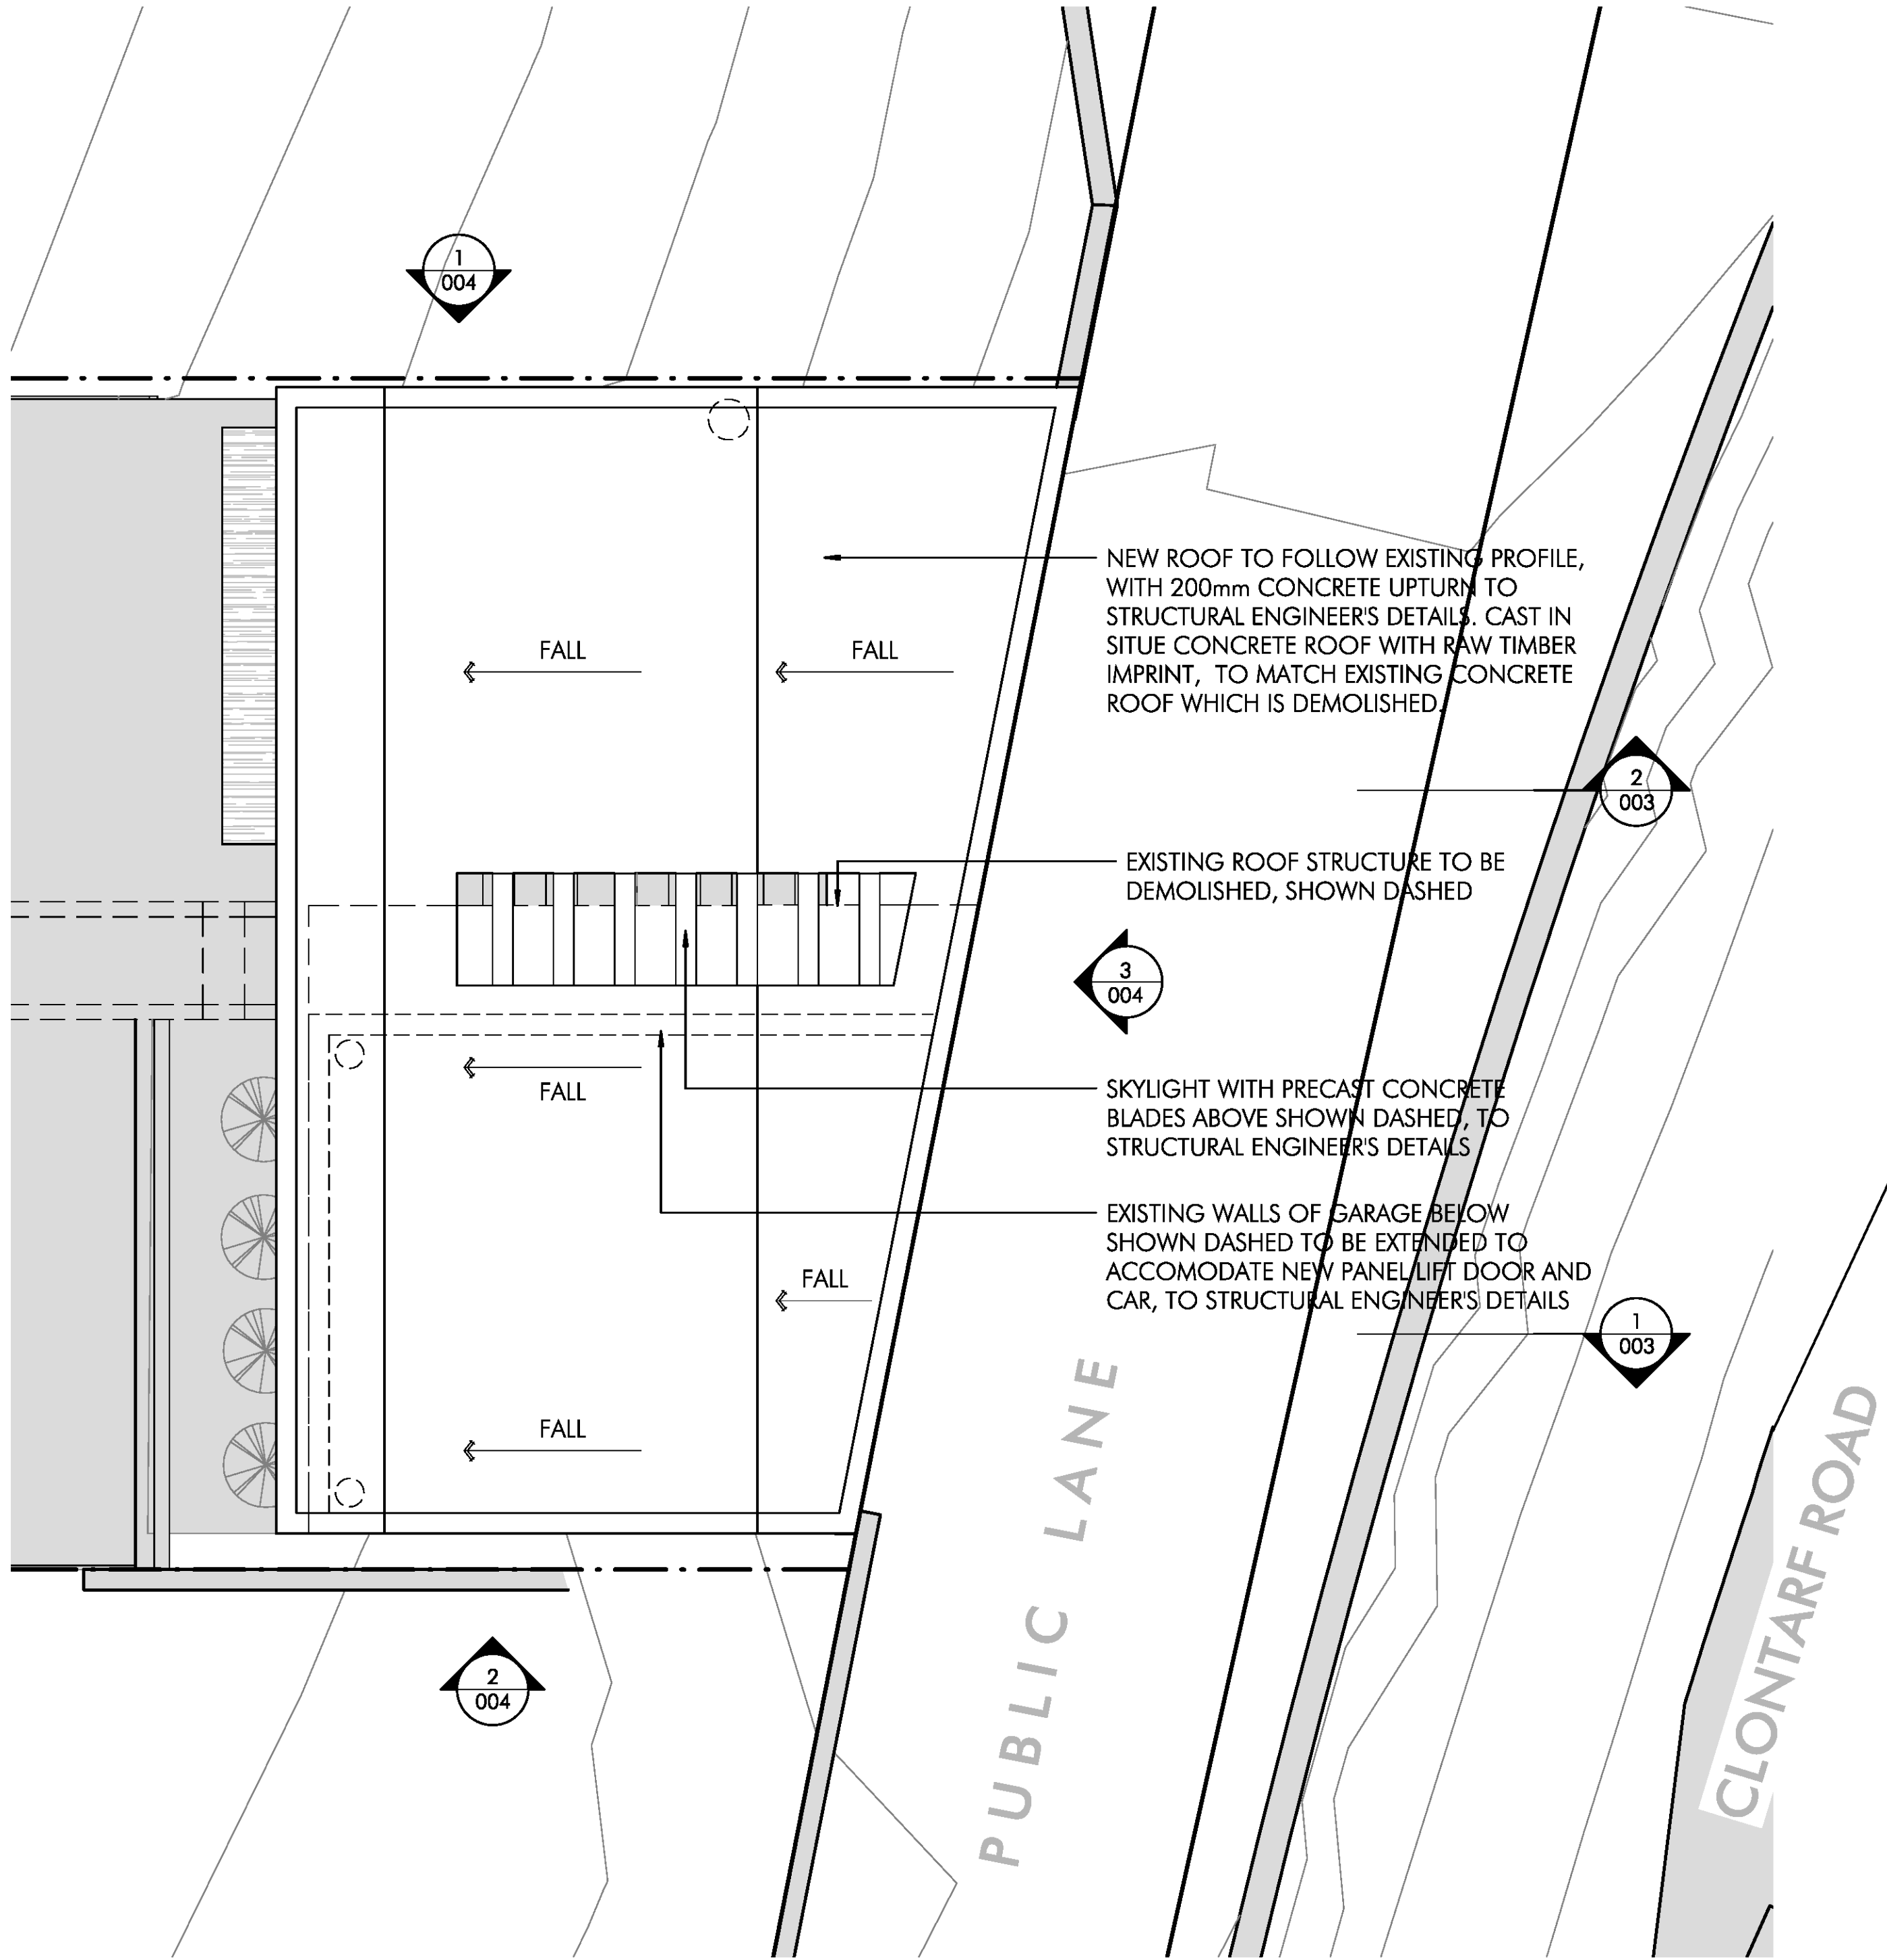 1
004
NEW ROOF TO FOLLOW EXISTING PROFILE,
WITH 200mm CONCRETE UPTURN TO
STRUCTURAL ENGINEER'S DETAILS. CAST IN
SITUE CONCRETE ROOF WITH RAW TIMBER
IMPRINT, TO MATCH EXISTING CONCRETE
ROOF WHICH IS DEMOLISHED.
FALL
FALL
2
003
EXISTING ROOF STRUCTURE TO BE
DEMOLISHED, SHOWN DASHED
3
004
FALL
SKYLIGHT WITH PRECAST CONCRETE
BLADES ABOVE SHOWN DASHED, TO
STRUCTURAL ENGINEER'S DETAILS
EXISTING WALLS OF GARAGE BELOW
SHOWN DASHED TO BE EXTENDED TO
ACCOMODATE NEW PANEL LIFT DOOR AND
CAR, TO STRUCTURAL ENGINEER'S DETAILS
FALL
1
003
FALL
PUBLIC LANE
CLONTARF ROAD
2
004